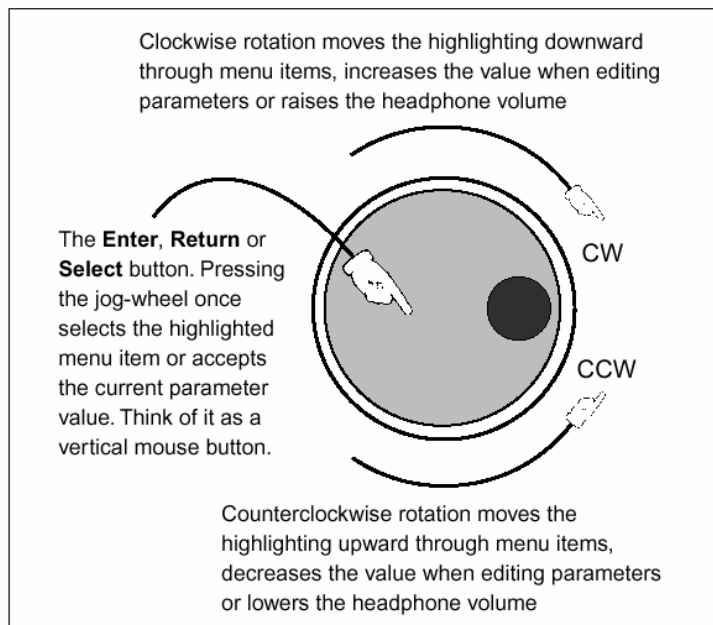 Clockwise rotation moves the highlighting downward
through menu items, increases the value when editing
parameters or raises the headphone volume
The Enter, Return or
Select button. Pressing
the jog-wheel once
selects the highlighted
menu item or accepts
the current parameter
value. Think of it as a
vertical mouse button.
CW
CCW
Counterclockwise rotation moves the
highlighting upward through menu items,
decreases the value when editing parameters
or lowers the headphone volume